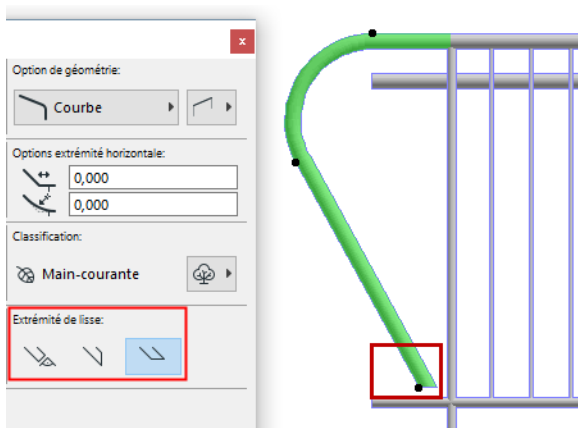 x
Option de géométrie:
Courbe
Options extrémité horizontale:
0,000
0,000
Classification:
Main-courante
Extrémité de lisse: